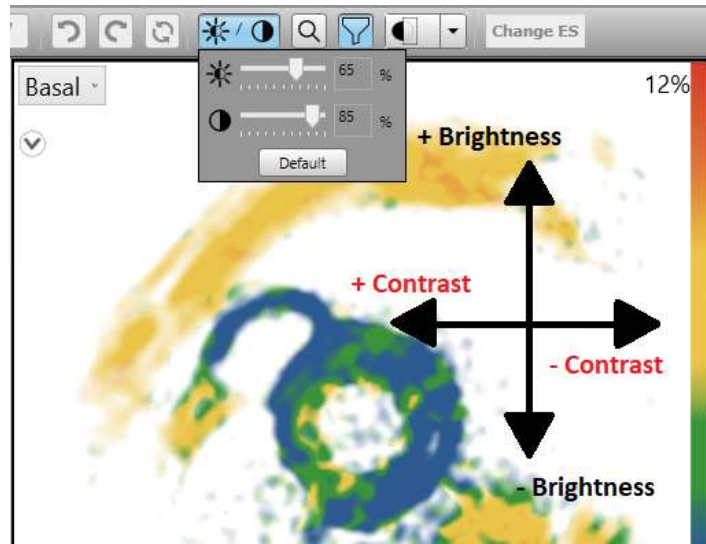 Change ES
65 %
85 %
Default
Basal
12%
+ Brightness
+ Contrast
- Contrast
- Brightness